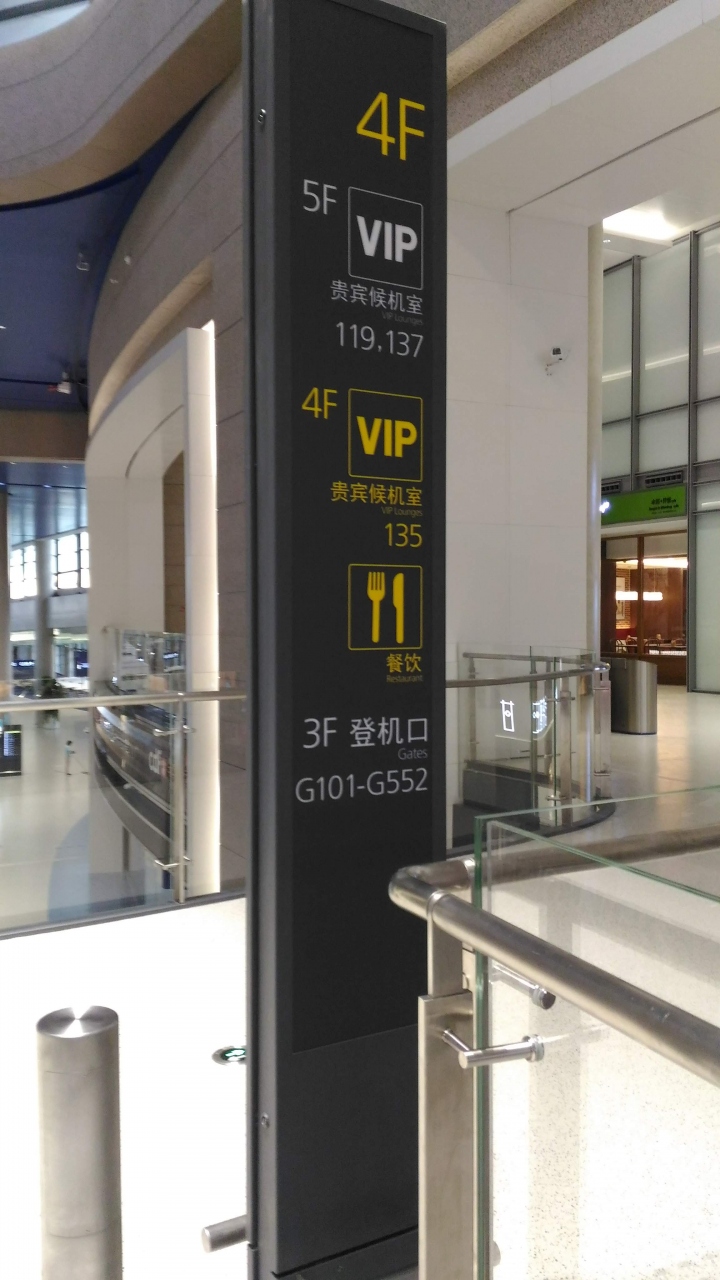 4F
5F VIP
贵宾候机室
VIP Lounges
119,137
4F VIP
贵宾候机室
VIP Lounges
135
餐饮
Restaurant
3F 登机口
Gates
G101-G552